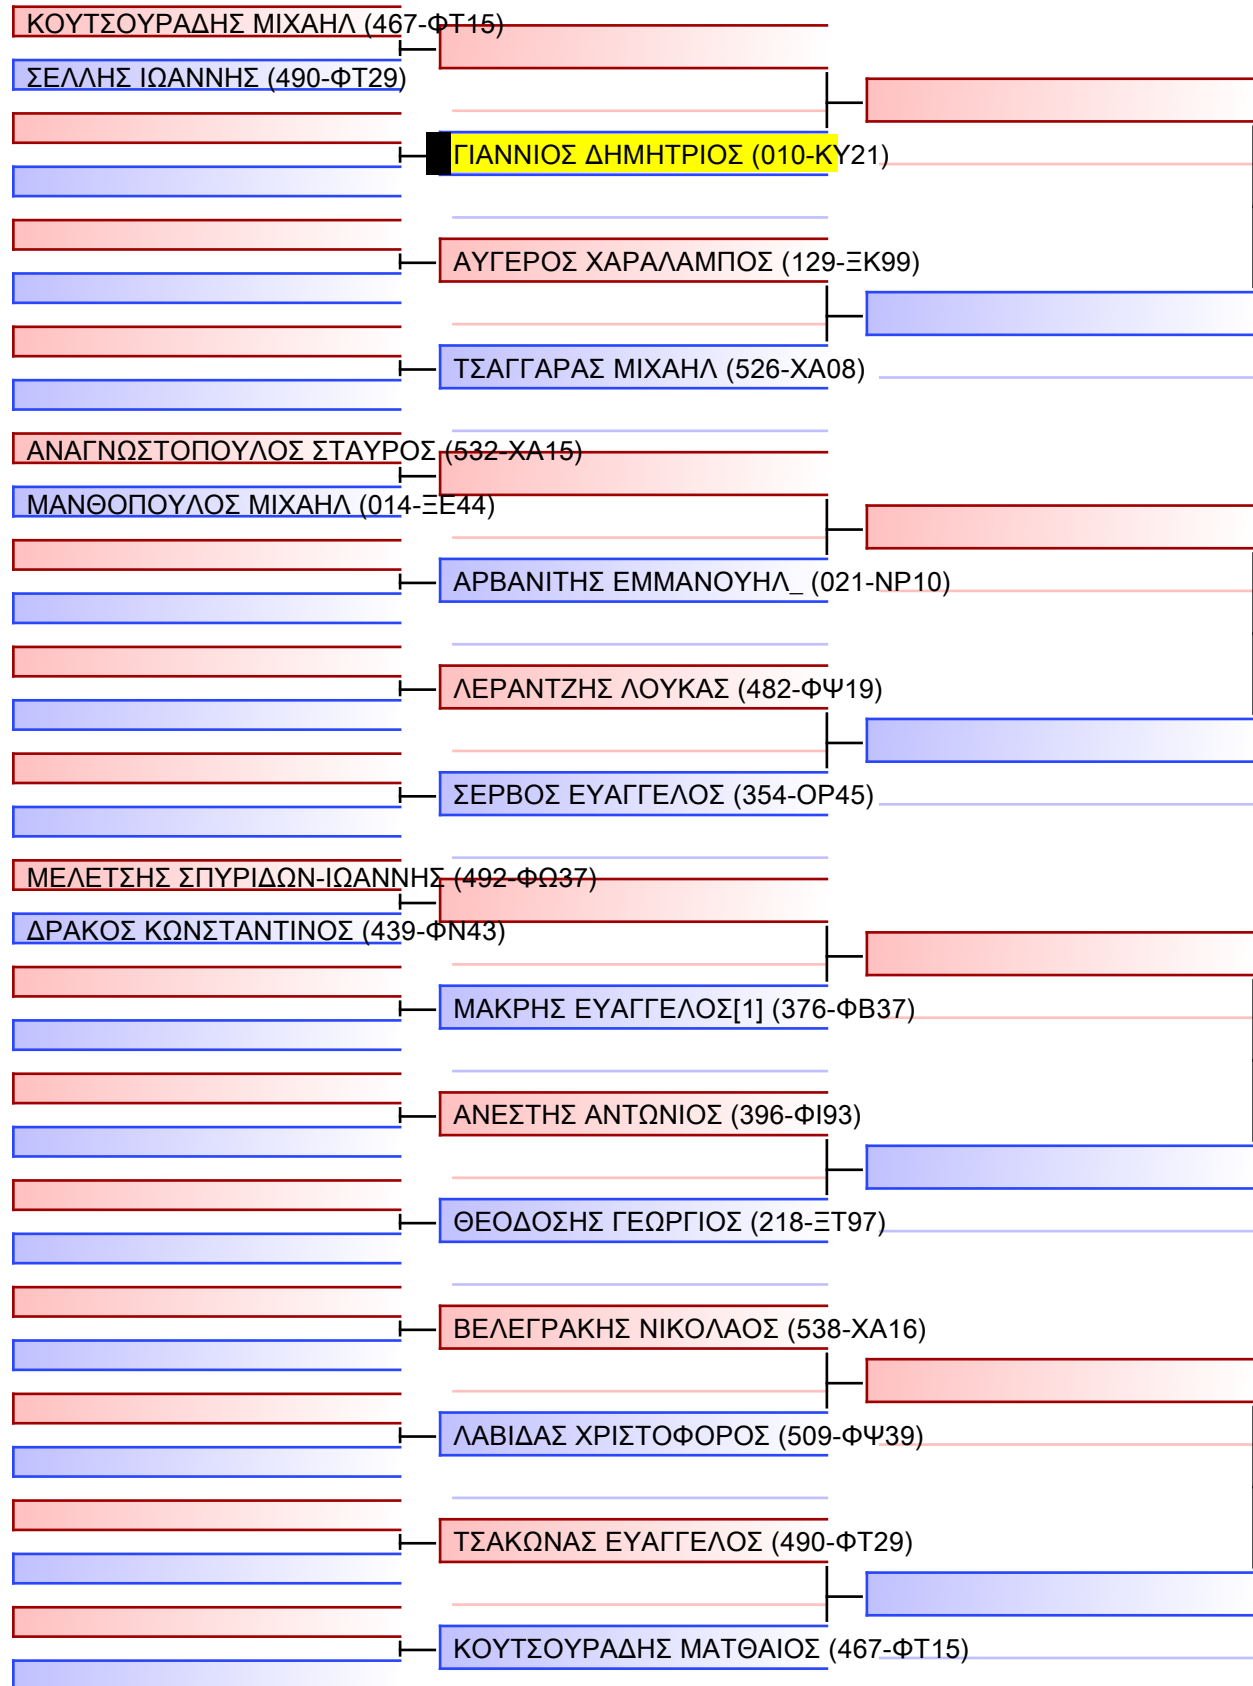 ΚΟΥΤΣΟΥΡΑΔΗΣ ΜΙΧΑΗΛ (467-ΦΤ15)
ΣΕΛΛΗΣ ΙΩΑΝΝΗΣ (490-ΦΤ29)
ΓΙΑΝΝΙΟΣ ΔΗΜΗΤΡΙΟΣ (010-ΚΥ21)
ΑΥΓΕΡΟΣ ΧΑΡΑΛΑΜΠΟΣ (129-ΞΚ99)
ΤΣΑΓΓΑΡΑΣ ΜΙΧΑΗΛ (526-ΧΑ08)
ΑΝΑΓΝΩΣΤΟΠΟΥΛΟΣ ΣΤΑΥΡΟΣ (532-ΧΑ15)
ΜΑΝΘΟΠΟΥΛΟΣ ΜΙΧΑΗΛ (014-ΞΕ44)
ΑΡΒΑΝΙΤΗΣ ΕΜΜΑΝΟΥΗΛ_ (021-ΝΡ10)
ΛΕΡΑΝΤΖΗΣ ΛΟΥΚΑΣ (482-ΦΨ19)
ΣΕΡΒΟΣ ΕΥΑΓΓΕΛΟΣ (354-ΟΡ45)
ΜΕΛΕΤΣΗΣ ΣΠΥΡΙΔΩΝ-ΙΩΑΝΝΗΣ (492-ΦΩ37)
ΔΡΑΚΟΣ ΚΩΝΣΤΑΝΤΙΝΟΣ (439-ΦΝ43)
ΜΑΚΡΗΣ ΕΥΑΓΓΕΛΟΣ[1] (376-ΦΒ37)
ΑΝΕΣΤΗΣ ΑΝΤΩΝΙΟΣ (396-ΦΙ93)
ΘΕΟΔΟΣΗΣ ΓΕΩΡΓΙΟΣ (218-ΞΤ97)
ΒΕΛΕΓΡΑΚΗΣ ΝΙΚΟΛΑΟΣ (538-ΧΑ16)
ΛΑΒΙΔΑΣ ΧΡΙΣΤΟΦΟΡΟΣ (509-ΦΨ39)
ΤΣΑΚΩΝΑΣ ΕΥΑΓΓΕΛΟΣ (490-ΦΤ29)
ΚΟΥΤΣΟΥΡΑΔΗΣ ΜΑΤΘΑΙΟΣ (467-ΦΤ15)